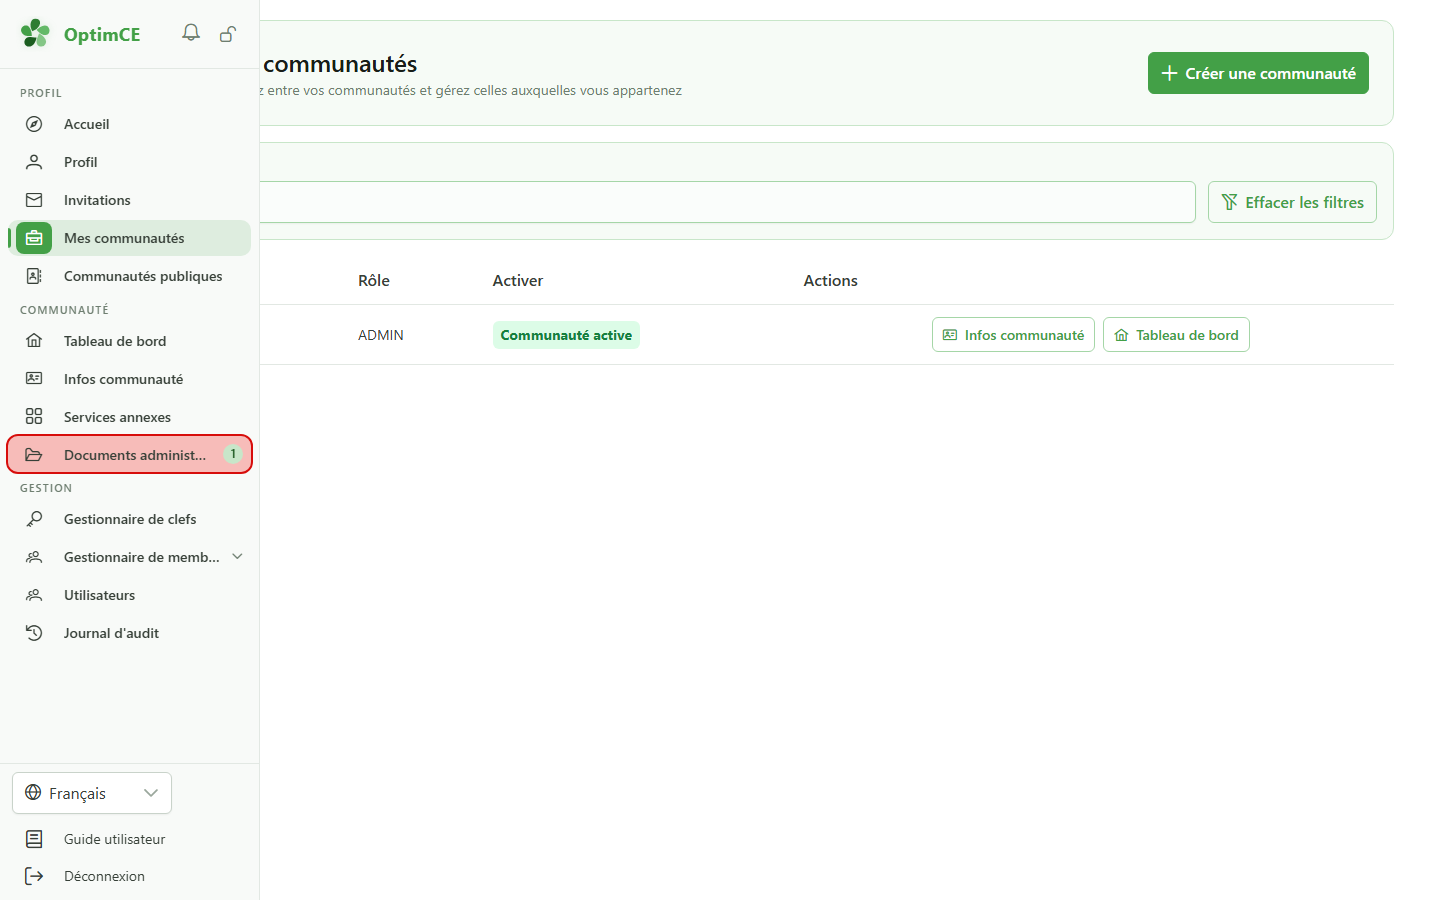 OptimCE
PROFIL
Accueil
Profil
Invitations
Mes communautés
Communautés publiques
COMMUNAUTÉ
Tableau de bord
Infos communauté
Services annexes
Documents administ...
1
GESTION
Gestionnaire de clefs
Gestionnaire de memb...
Utilisateurs
Journal d'audit
Français
Guide utilisateur
Déconnexion
communautés
entre vos communautés et gérez celles auxquelles vous appartenez
Créer une communauté
Effacer les filtres
Rôle
Activer
Actions
ADMIN
Communauté active
Infos communauté
Tableau de bord